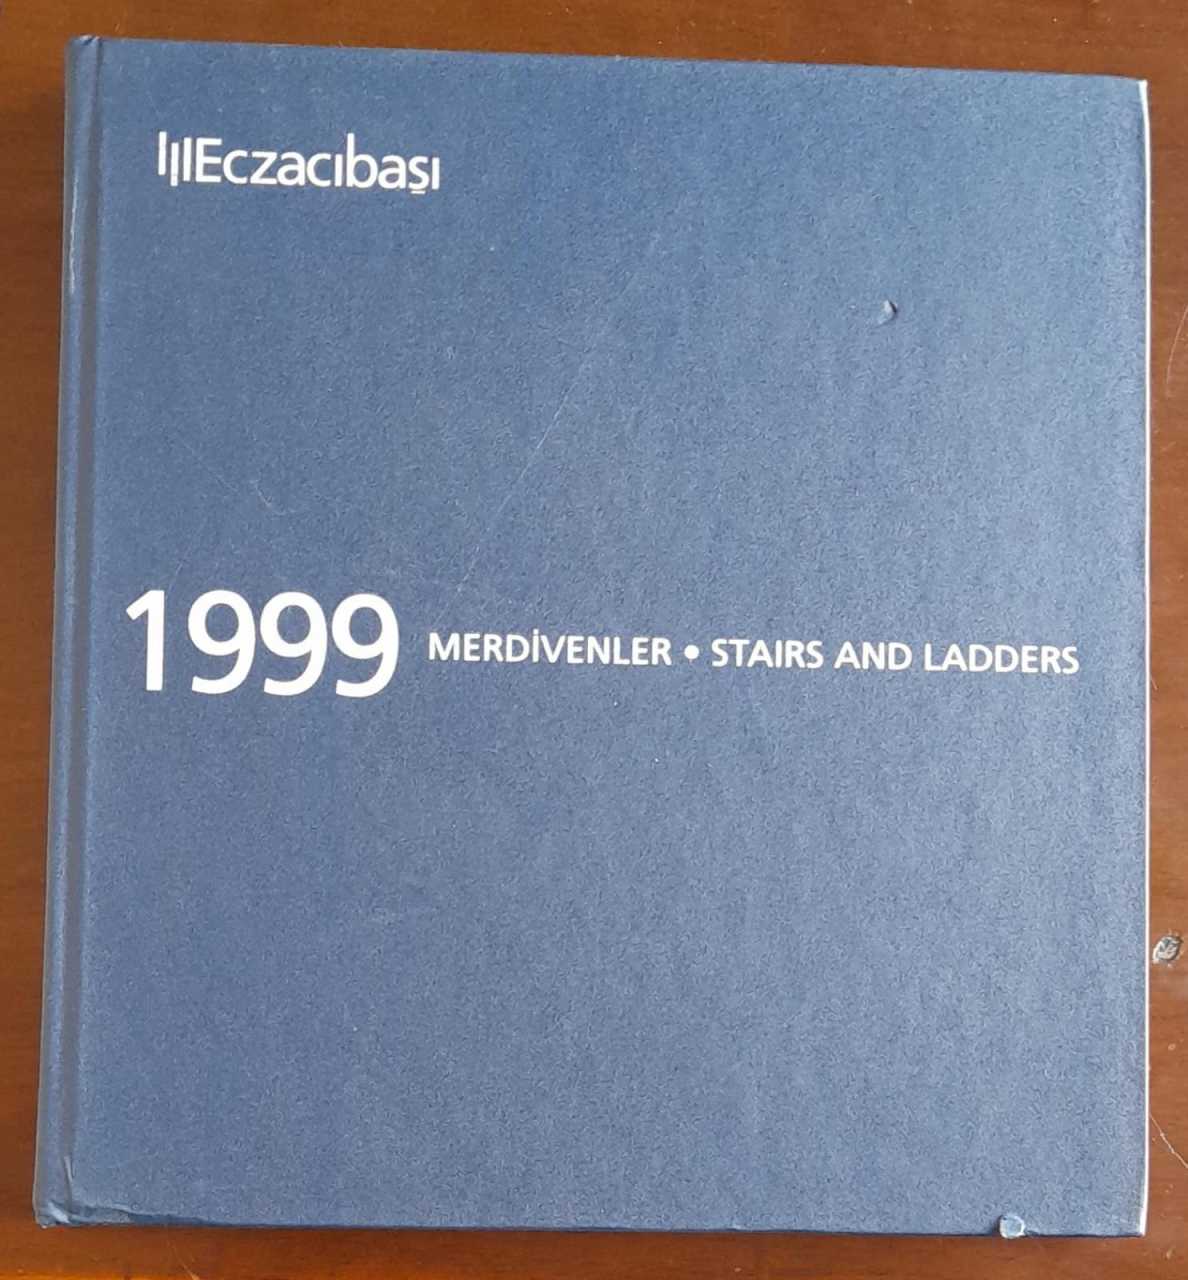 Eczacıbaşı
1999 MERDİVENLER • STAIRS AND LADDERS